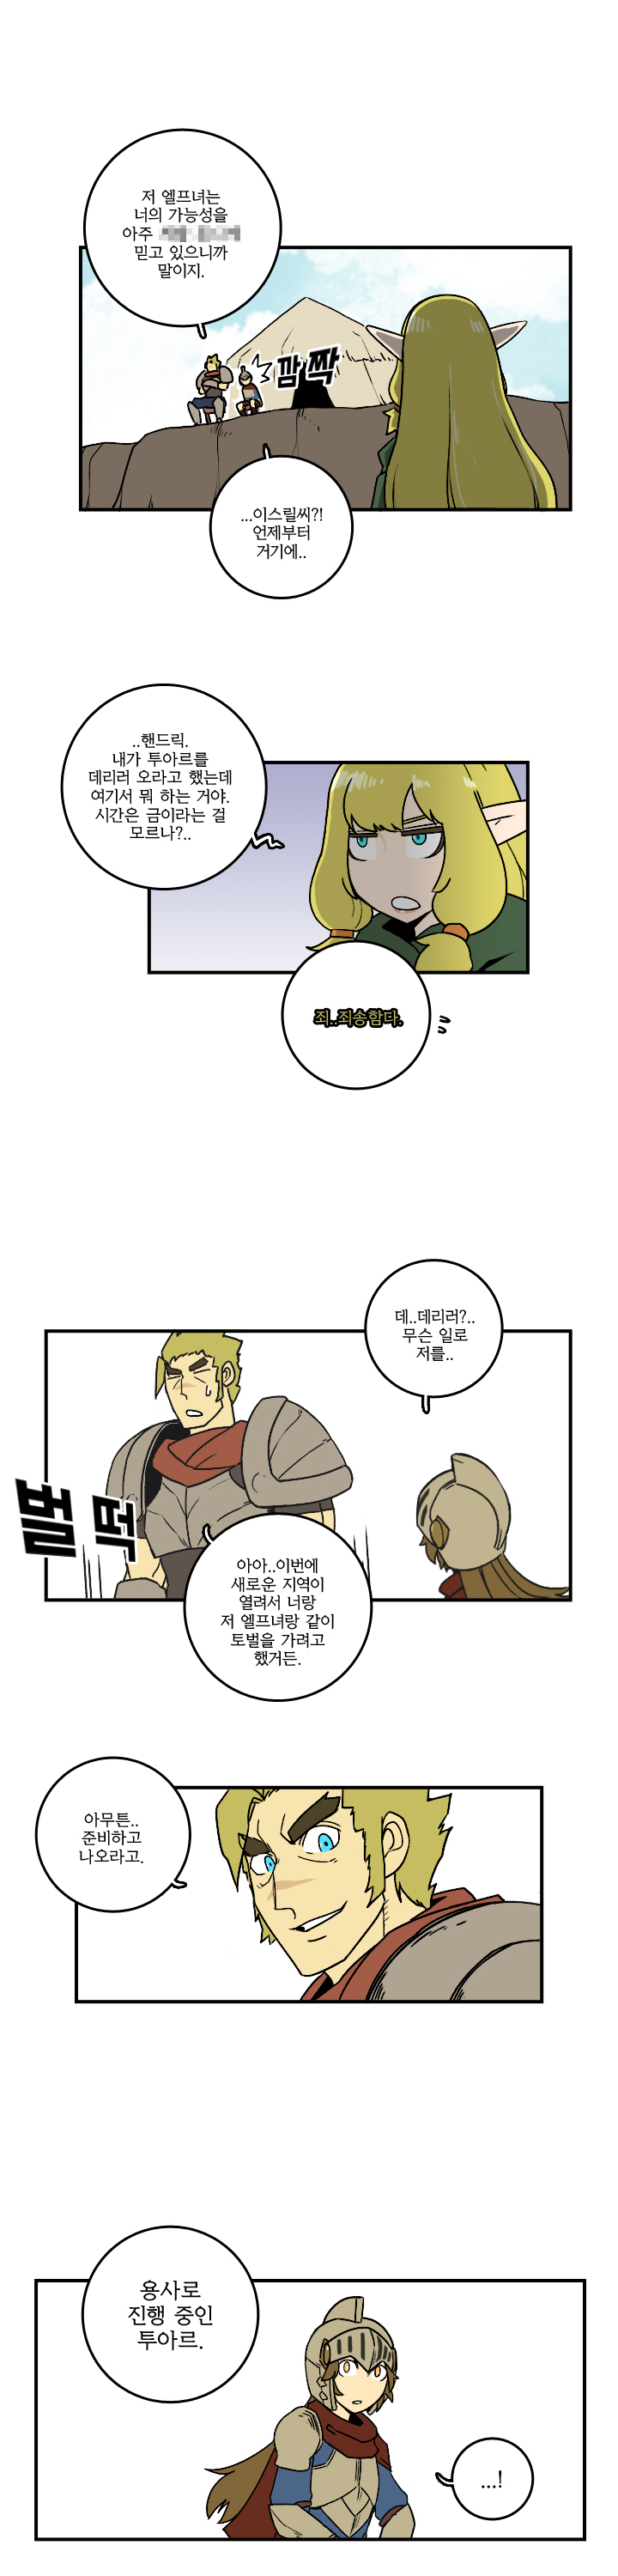 저 엘프녀는
너의 가능성을
아주
믿고 있으니까
말이지.
깜짝
...이스릴씨?!
언제부터
거기에..
..핸드릭.
내가 투아르를
데리러 오라고 했는데
여기서 뭐 하는 거야.
시간은 금이라는 걸
모르나?..
죄..죄송함다.
데..데리러?..
무슨 일로
저를..
아아..이번에
새로운 지역이
열려서 너랑
저 엘프녀랑 같이
토벌을 가려고
했거든.
아무튼..
준비하고
나오라고.
용사로
진행 중인
투아르.
...!